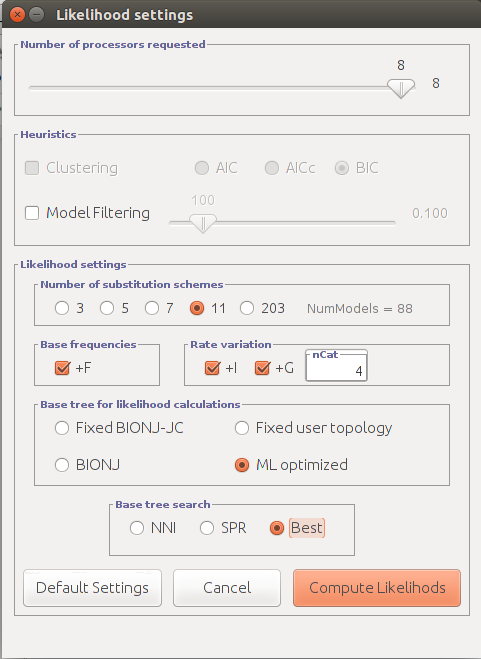 Likelihood settings
Number of processors requested
8
8
Heuristics
Clustering AIC AICc BIC
100
Model Filtering 0.100
Likelihood settings
Number of substitution schemes
3 5 7 11 203 NumModels = 88
Base frequencies Rate variation
nCat
+F +I +G 4
Base tree for likelihood calculations
Fixed BIONJ-JC Fixed user topology
BIONJ ML optimized
Base tree search
NNI SPR Best
Default Settings Cancel Compute Likelihods